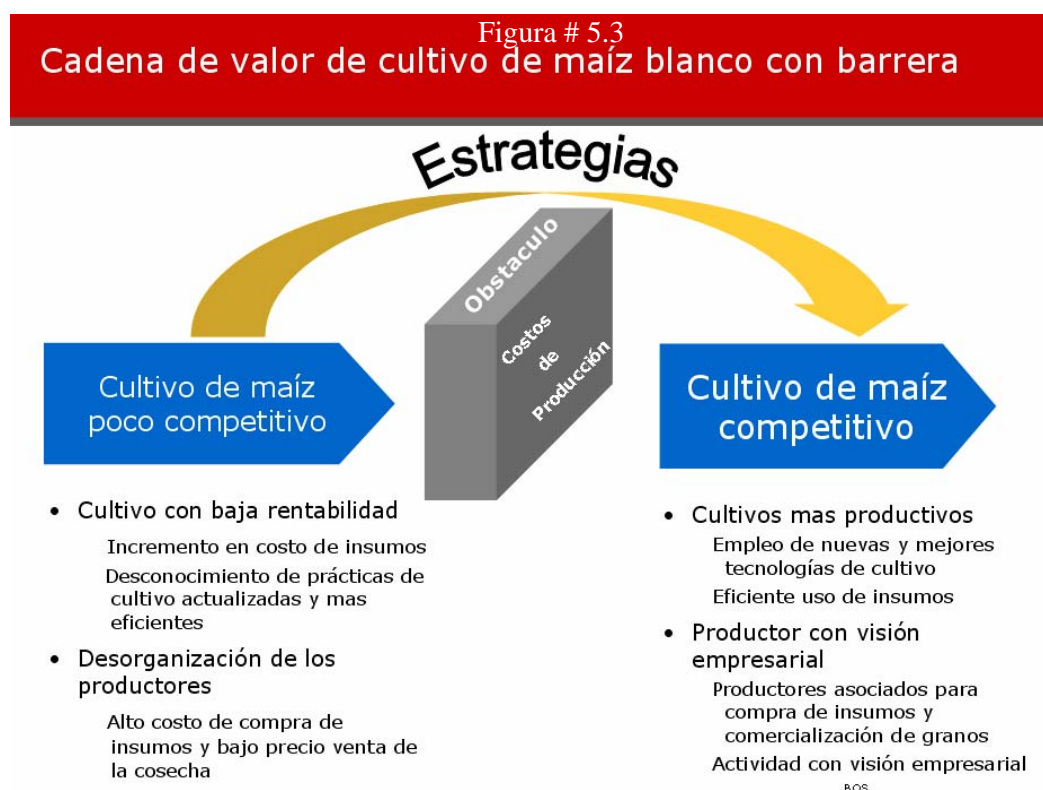 Figura # 5.3
Cadena de valor de cultivo de maíz blanco con barrera
Estrategias
Obstaculo
Costos
de
Producción
Cultivo de maíz
poco competitivo
Cultivo de maíz
competitivo
• Cultivo con baja rentabilidad
Incremento en costo de insumos
Desconocimiento de prácticas de
cultivo actualizadas y mas
eficientes
• Desorganización de los
productores
Alto costo de compra de
insumos y bajo precio venta de
la cosecha
• Cultivos mas productivos
Empleo de nuevas y mejores
tecnologías de cultivo
Eficiente uso de insumos
• Productor con visión
empresarial
Productores asociados para
compra de insumos y
comercialización de granos
Actividad con visión empresarial